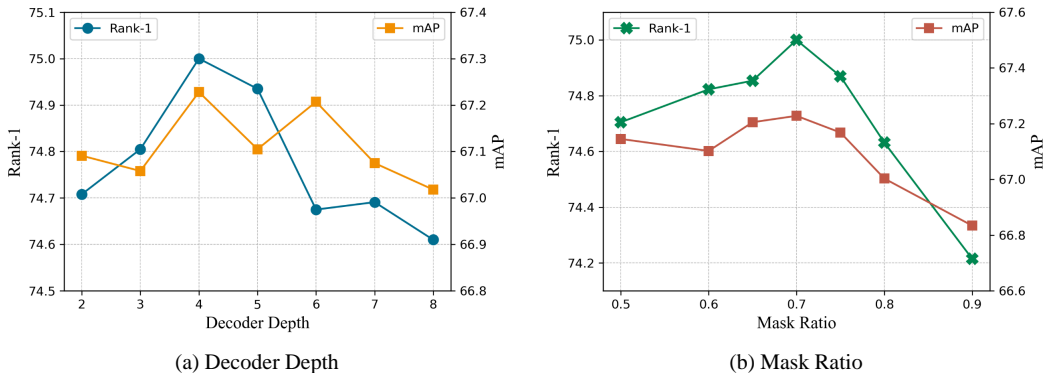 75.1
75.0
74.9
74.8
74.7
74.6
74.5
Rank-1
Rank-1
mAP
67.4
67.3
67.2
67.1
67.0
66.9
66.8
mAP
2 3 4 5 6 7 8
Decoder Depth
(a) Decoder Depth
75.0
74.8
74.6
74.4
74.2
Rank-1
Rank-1
mAP
67.6
67.4
67.2
67.0
66.8
66.6
mAP
0.5 0.6 0.7 0.8 0.9
Mask Ratio
(b) Mask Ratio